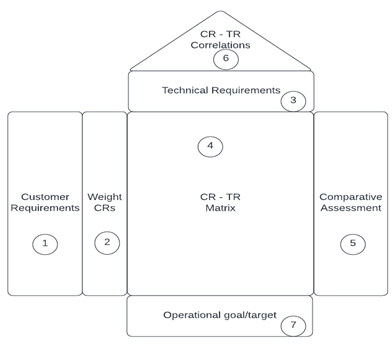 CR - TR
Correlations
6
Technical Requirements
3
4
Customer
Requirements
1
Weight
CRs
2
CR - TR
Matrix
Comparative
Assessment
5
Operational goal/target
7